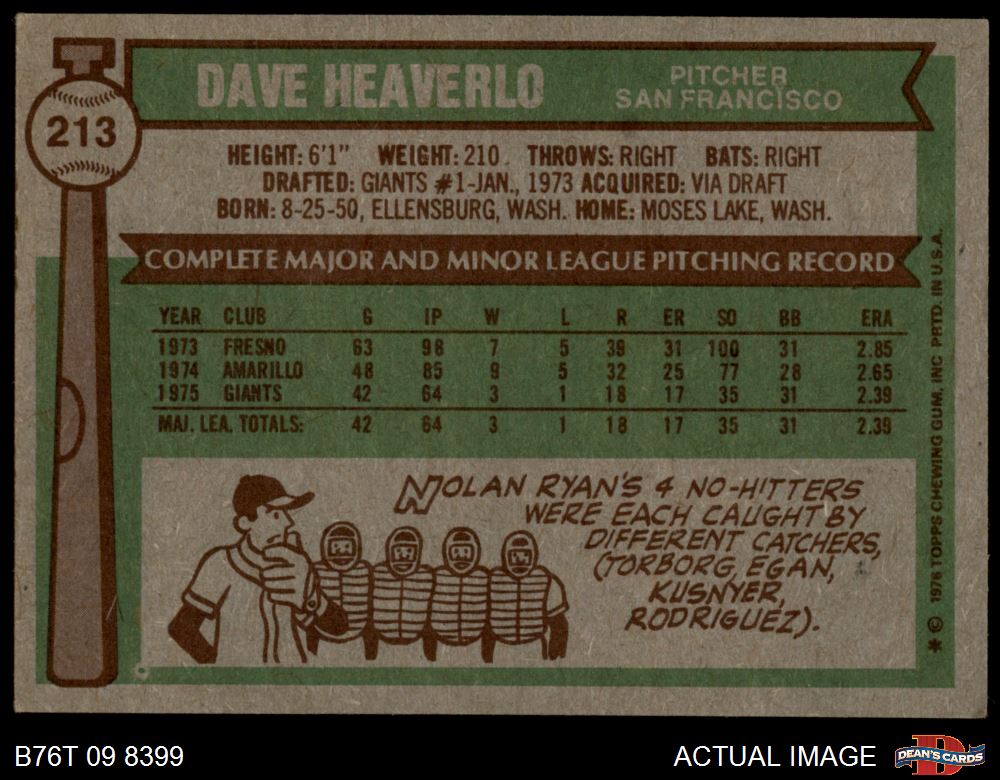 213
DAVE HEAVERLO
PITCHER
SAN FRANCISCO
HEIGHT: 6'1" WEIGHT: 210. THROWS: RIGHT BATS: RIGHT
DRAFTED: GIANTS #1-JAN., 1973 ACQUIRED: VIA DRAFT
BORN: 8-25-50, ELLENSBURG, WASH. HOME: MOSES LAKE, WASH.
COMPLETE MAJOR AND MINOR LEAGUE PITCHING RECORD
YEAR CLUB G IP W L R ER SO BB ERA
1973 FRESNO 63 98 7 5 39 31 100 31 2.85
1974 AMARILLO 48 85 9 5 32 25 77 28 2.65
1975 GIANTS 42 64 3 1 18 17 35 31 2.39
MAJ. LEA. TOTALS: 42 64 3 1 18 17 35 31 2.39
NOLAN RYAN'S 4 NO-HITTERS
WERE EACH CAUGHT BY
DIFFERENT CATCHERS,
(TORBORG, EGAN,
KUSNYER,
RODRIGUEZ).
* © 1976 TOPPS CHEWING GUM, INC PRTD. IN U.S.A.
B76T 09 8399
ACTUAL IMAGE
D
DEAN'S CARDS